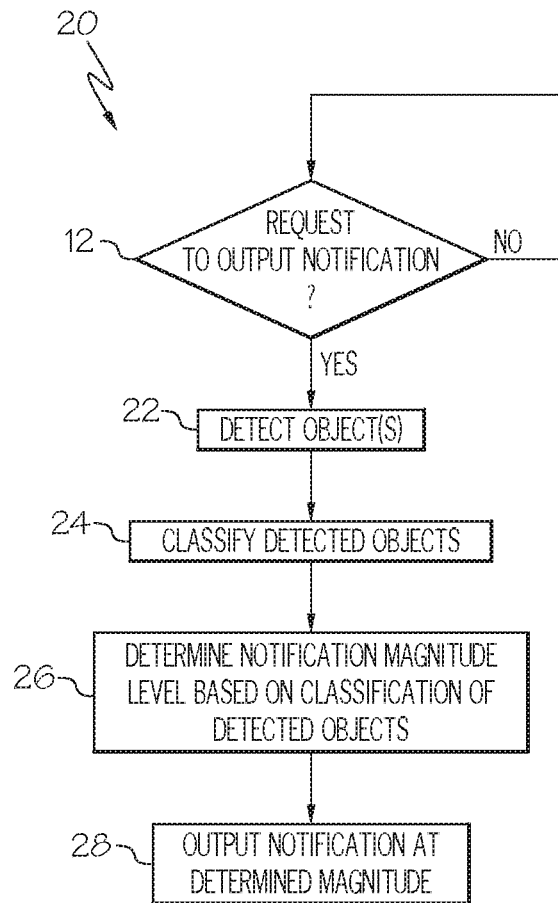 20
12
REQUEST
TO OUTPUT NOTIFICATION
?
NO
YES
22
DETECT OBJECT(S)
24
CLASSIFY DETECTED OBJECTS
26
DETERMINE NOTIFICATION MAGNITUDE
LEVEL BASED ON CLASSIFICATION OF
DETECTED OBJECTS
28
OUTPUT NOTIFICATION AT
DETERMINED MAGNITUDE